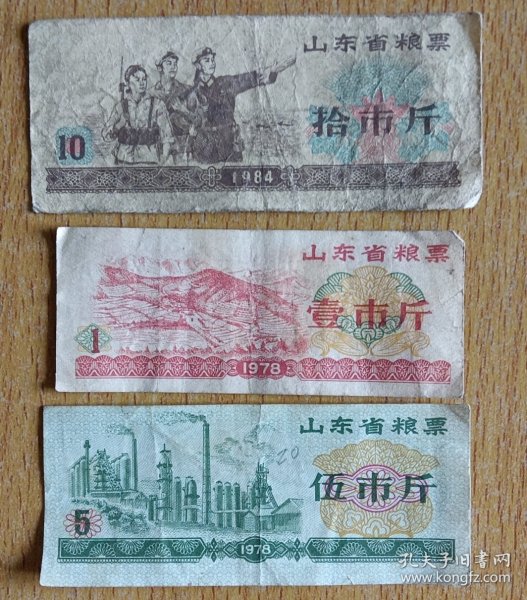 山东省粮票
拾市斤
10
1984
山东省粮票
壹市斤
1
1978
山东省粮票
20
伍市斤
5
1978
孔夫子旧书网
www.kongfz.com